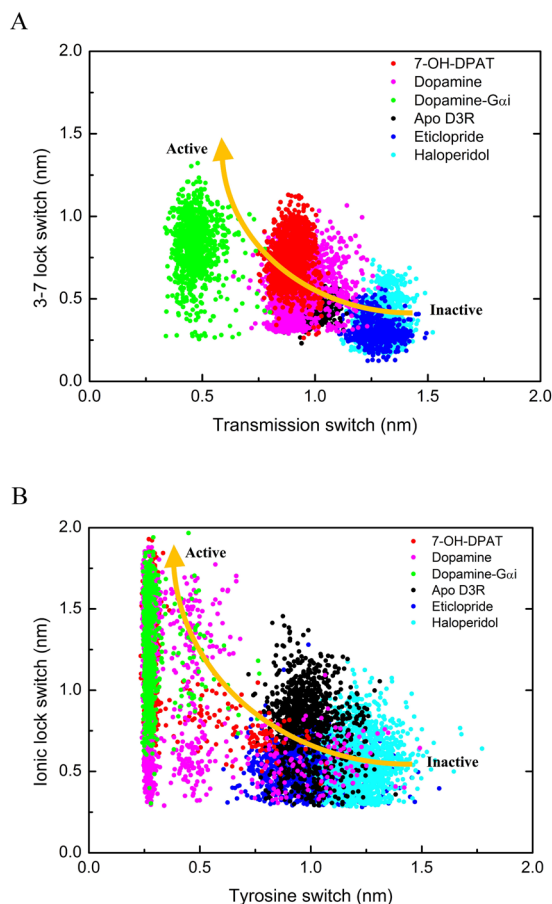 A
2.0
1.5
1.0
0.5
0.0
3-7 lock switch (nm)
7-OH-DPAT
Dopamine
Dopamine-Gαi
Apo D3R
Eticlopride
Haloperidol
Active
Inactive
0.0 0.5 1.0 1.5 2.0
Transmission switch (nm)
B
2.0
1.5
1.0
0.5
0.0
Ionic lock switch (nm)
7-OH-DPAT
Dopamine
Dopamine-Gαi
Apo D3R
Eticlopride
Haloperidol
Active
Inactive
0.0 0.5 1.0 1.5 2.0
Tyrosine switch (nm)